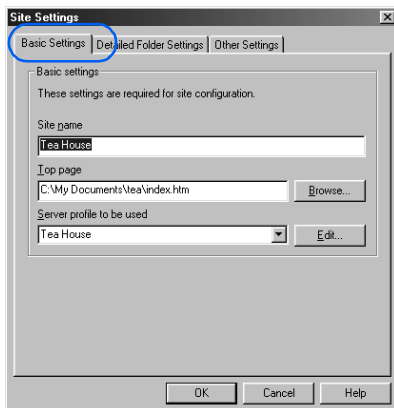 Site Settings
Basic Settings Detailed Folder Settings Other Settings
Basic settings
These settings are required for site configuration.
Site name
Tea House
Top page
C:\My Documents\tea\index.htm Browse...
Server profile to be used
Tea House Edit...
OK Cancel Help